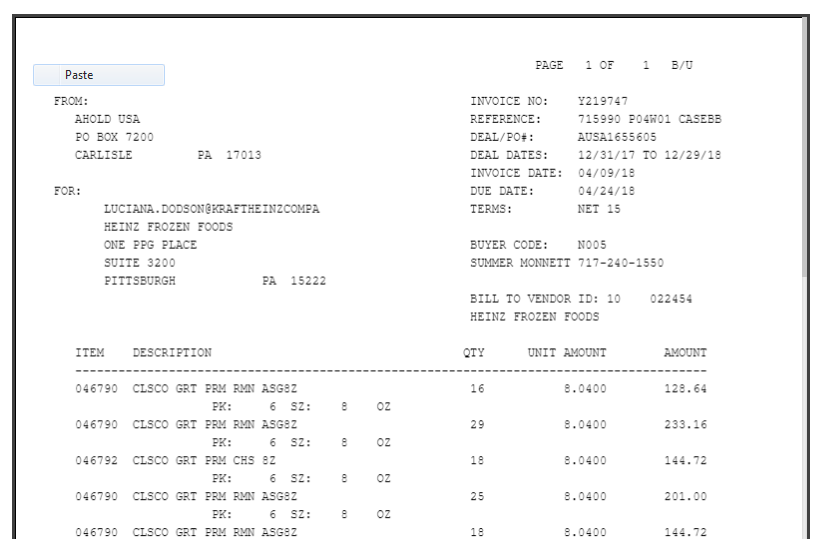 PAGE 1 OF 1 B/U
Paste
FROM: INVOICE NO: Y219747
AHOLD USA REFERENCE: 715990 P04W01 CASEBB
PO BOX 7200 DEAL/PO#: AUSA1655605
CARLISLE PA 17013 DEAL DATES: 12/31/17 TO 12/29/18
INVOICE DATE: 04/09/18
FOR: DUE DATE: 04/24/18
LUCIANA.DODSON@KRAFTHEINZCOMPA TERMS: NET 15
HEINZ FROZEN FOODS
ONE PPG PLACE BUYER CODE: N005
SUITE 3200 SUMMER MONNETT 717-240-1550
PITTSBURGH PA 15222
BILL TO VENDOR ID: 10 022454
HEINZ FROZEN FOODS
ITEM DESCRIPTION QTY UNIT AMOUNT AMOUNT
046790 CLSCO GRT PRM RMN ASG8Z 16 8.0400 128.64
PK: 6 SZ: 8 OZ
046790 CLSCO GRT PRM RMN ASG8Z 29 8.0400 233.16
PK: 6 SZ: 8 OZ
046792 CLSCO GRT PRM CHS 8Z 18 8.0400 144.72
PK: 6 SZ: 8 OZ
046790 CLSCO GRT PRM RMN ASG8Z 25 8.0400 201.00
PK: 6 SZ: 8 OZ
046790 CLSCO GRT PRM RMN ASG8Z 18 8.0400 144.72